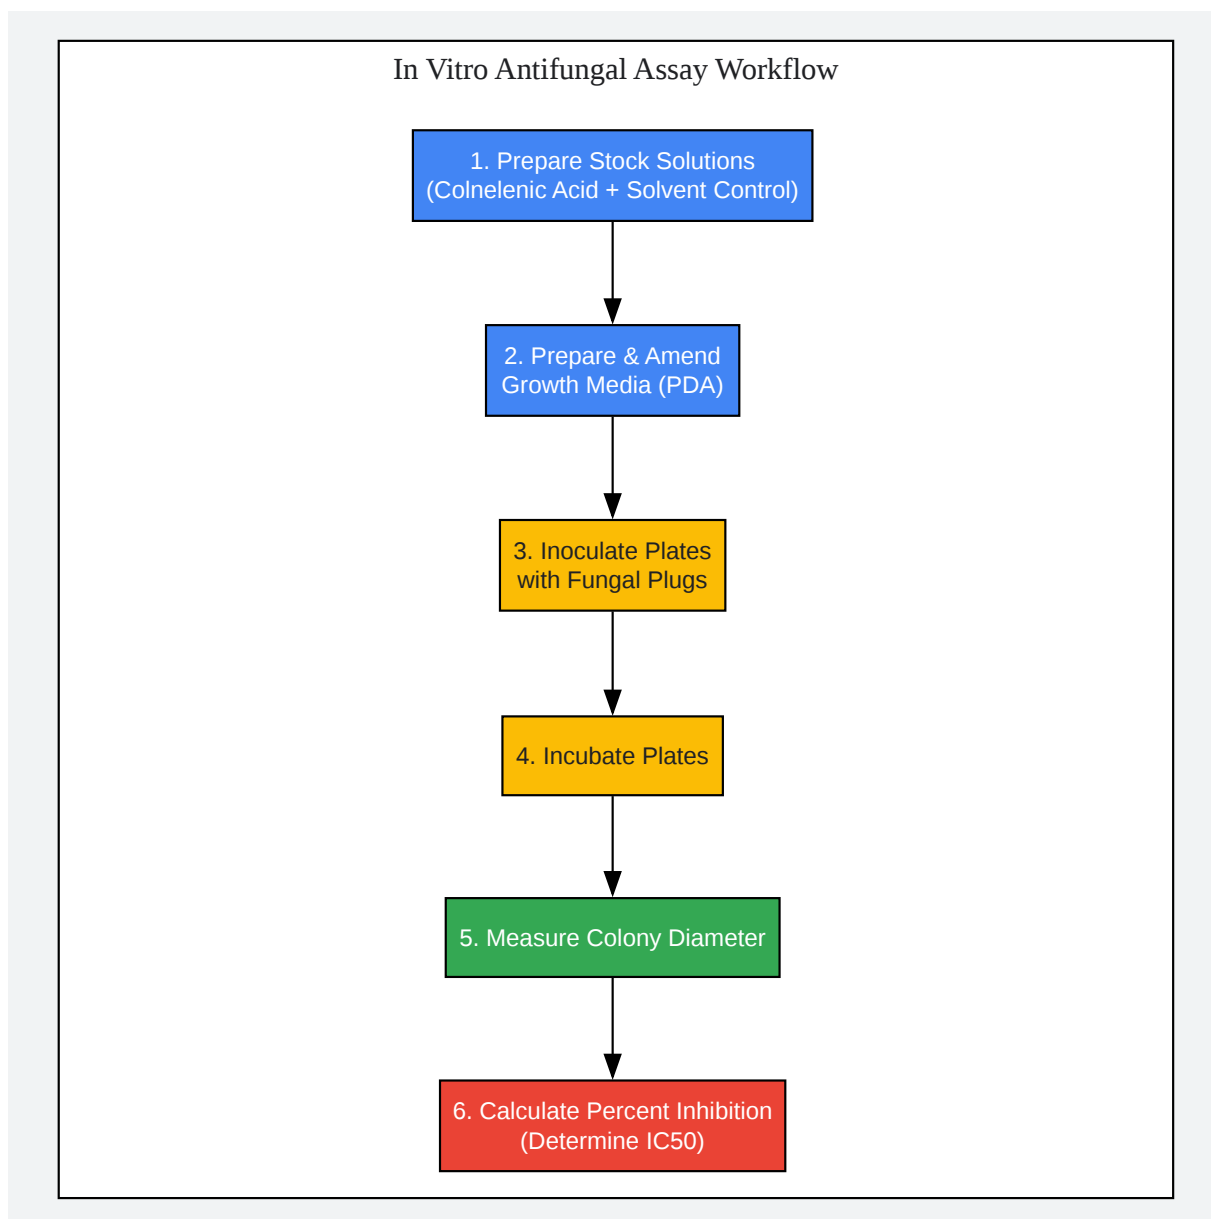 In Vitro Antifungal Assay Workflow
1. Prepare Stock Solutions
(Colnelenic Acid + Solvent Control)
2. Prepare & Amend
Growth Media (PDA)
3. Inoculate Plates
with Fungal Plugs
4. Incubate Plates
5. Measure Colony Diameter
6. Calculate Percent Inhibition
(Determine IC50)